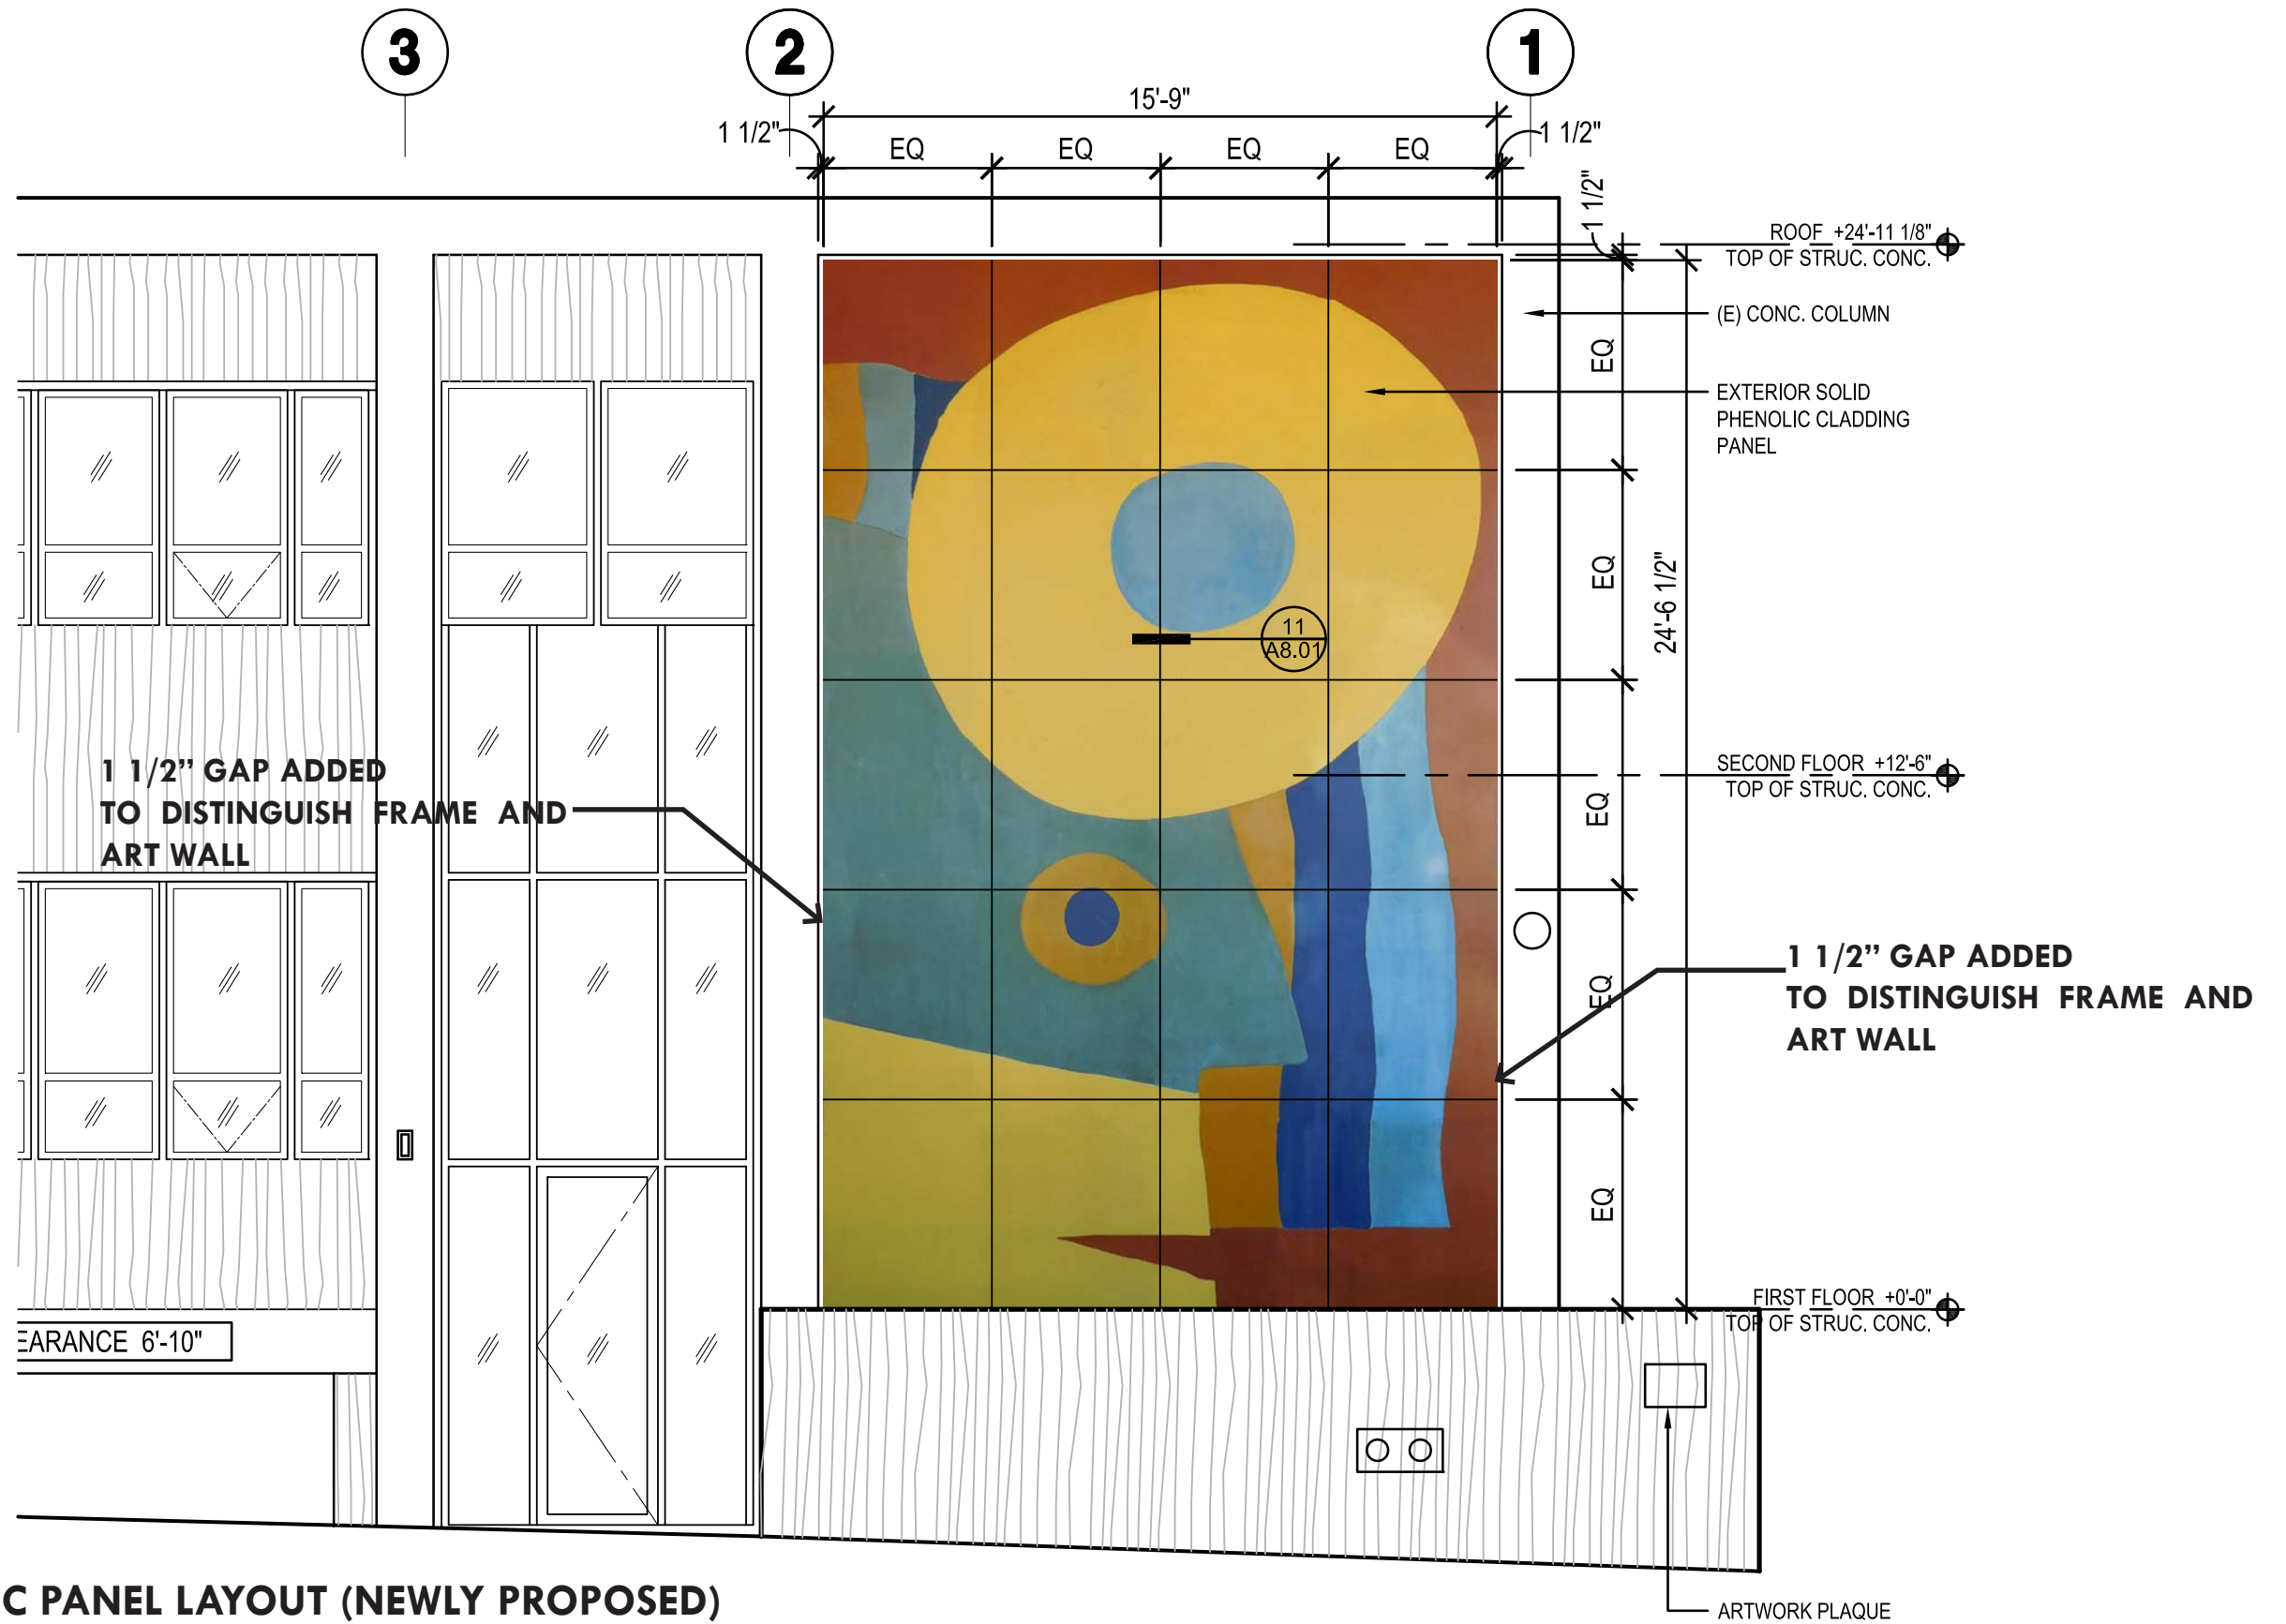 3
2
1
15'-9"
1 1/2"
EQ
EQ
EQ
EQ
1 1/2"
1 1/2"
ROOF +24'-11 1/8"
TOP OF STRUC. CONC.
(E) CONC. COLUMN
EQ
EXTERIOR SOLID
PHENOLIC CLADDING
PANEL
EQ
24'-6 1/2"
11
A8.01
1 1/2” GAP ADDED
TO DISTINGUISH FRAME AND
ART WALL
SECOND FLOOR +12'-6"
TOP OF STRUC. CONC.
EQ
EQ
1 1/2” GAP ADDED
TO DISTINGUISH FRAME AND
ART WALL
EQ
FIRST FLOOR +0'-0"
TOP OF STRUC. CONC.
EARANCE 6'-10"
C PANEL LAYOUT (NEWLY PROPOSED)
ARTWORK PLAQUE